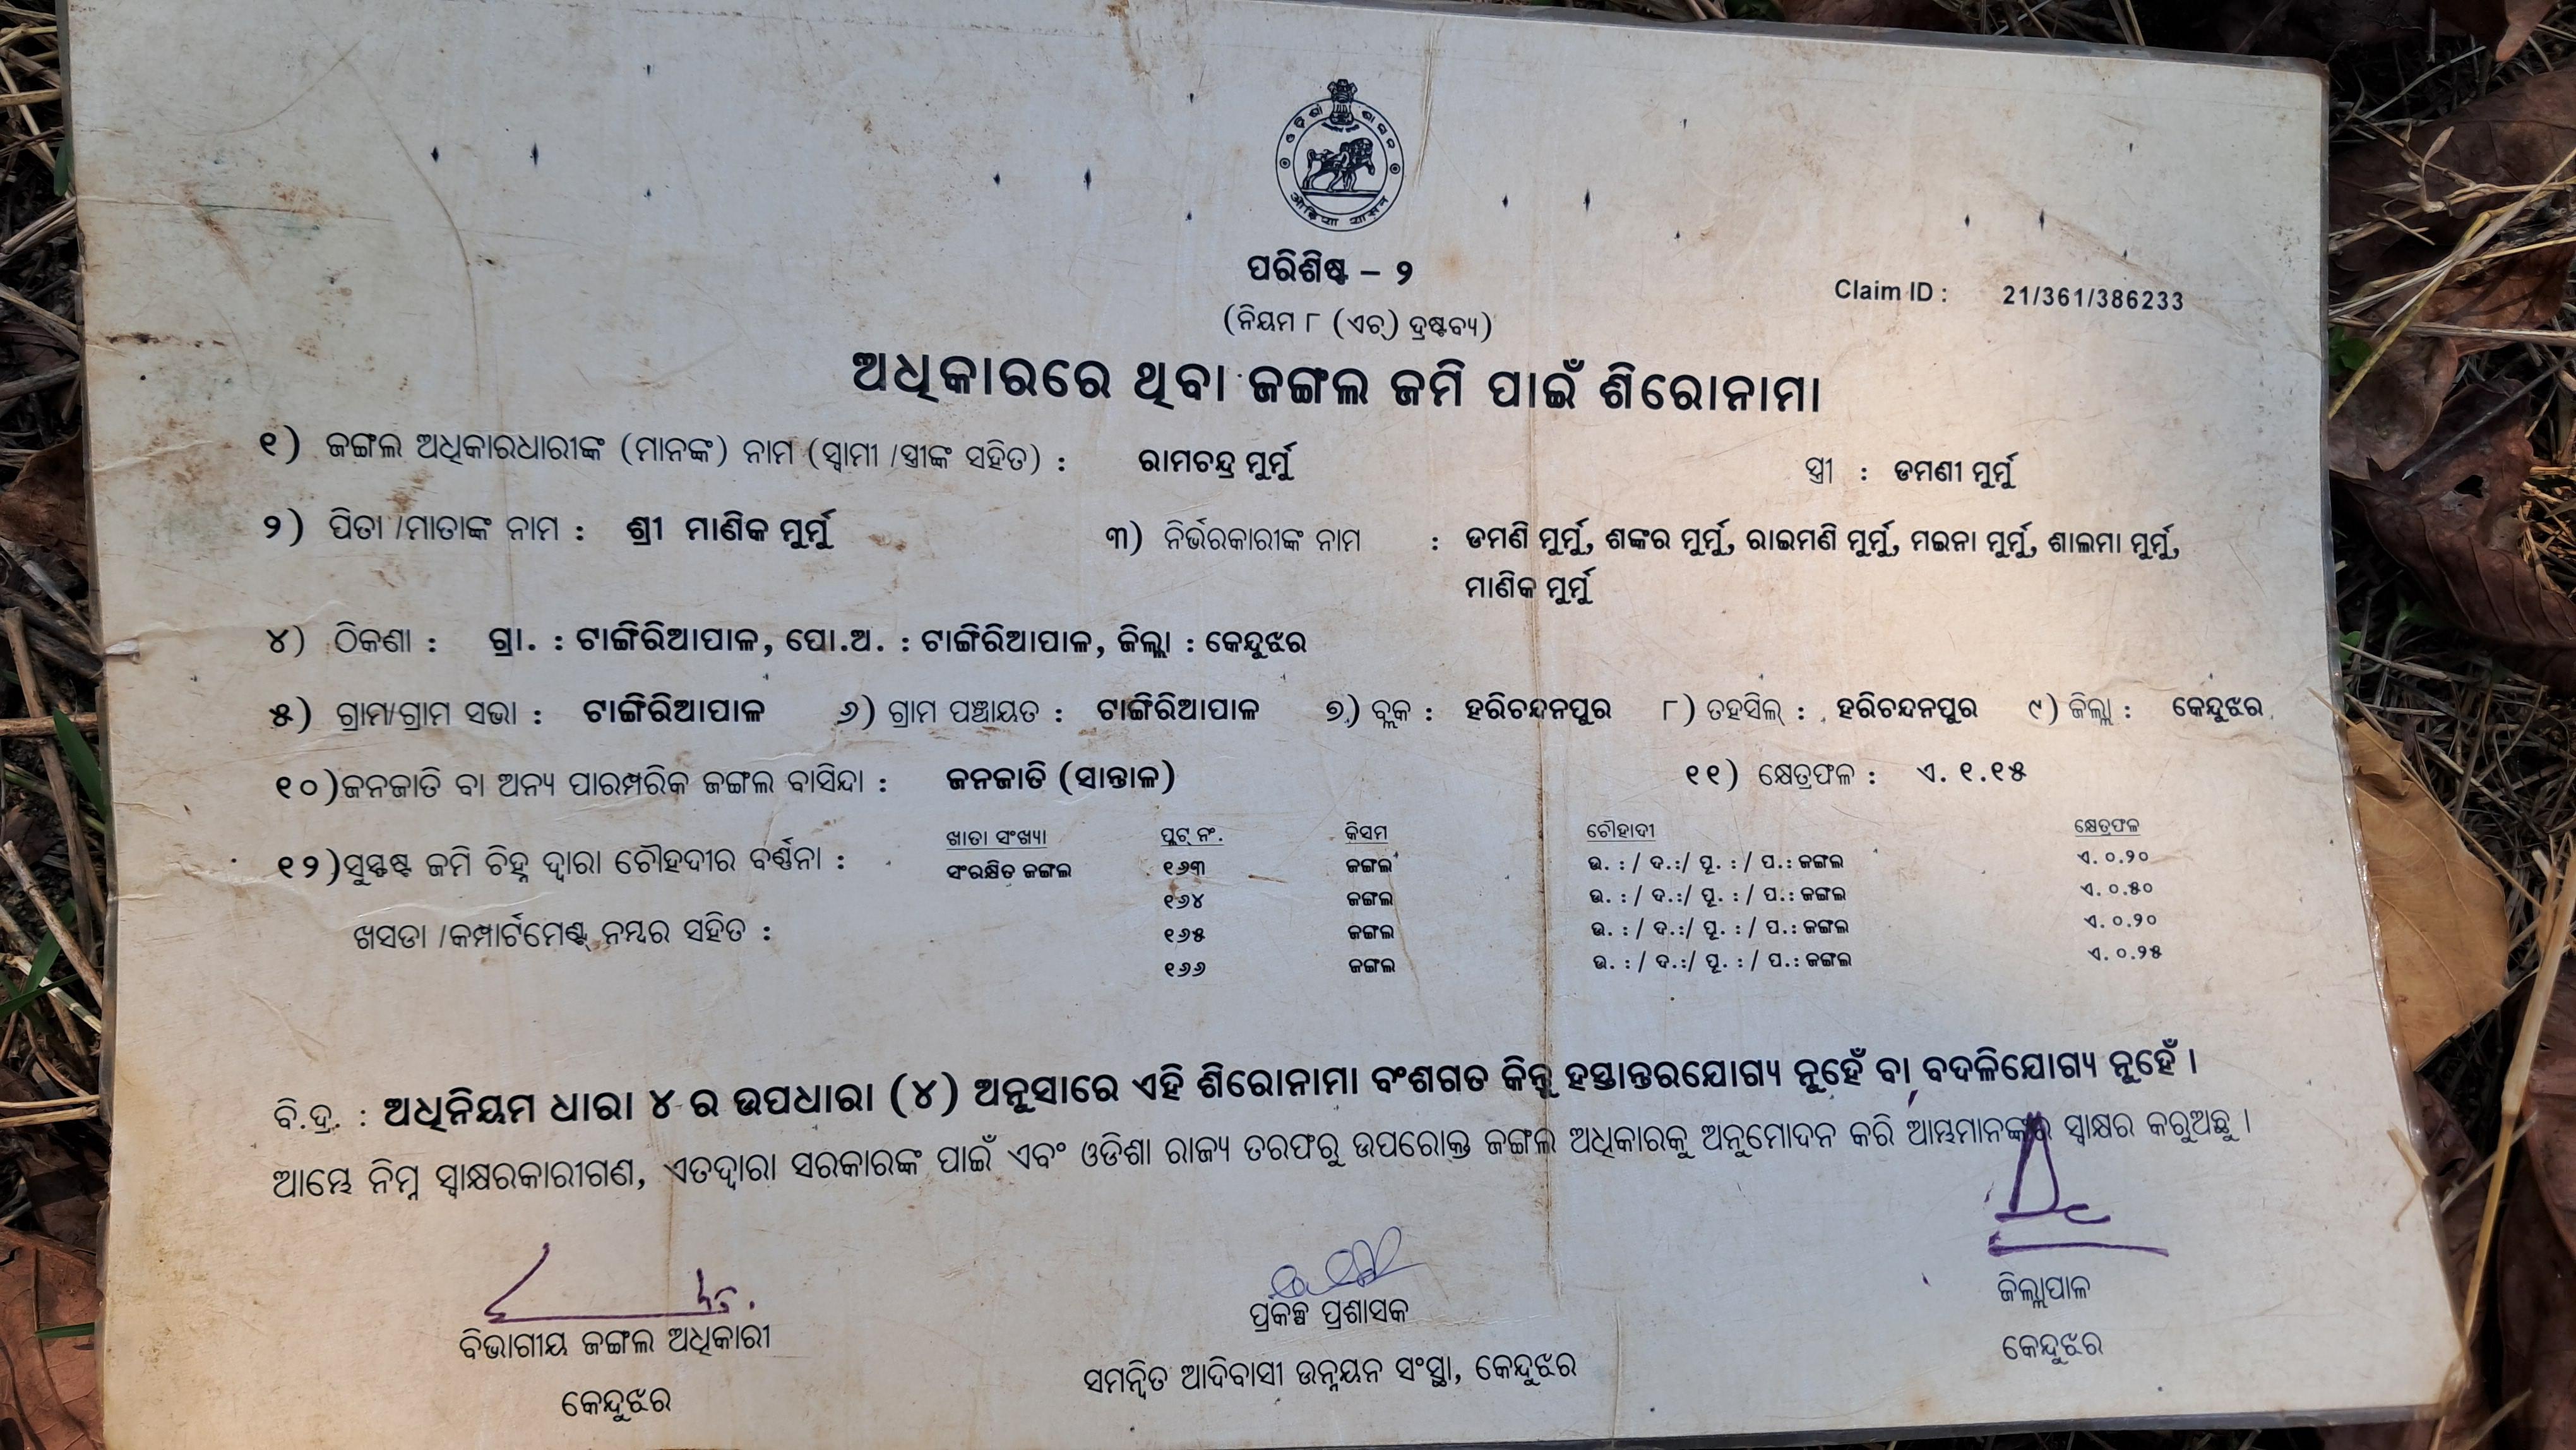 ଓଡ଼ିଶା ଶାସନ
ओड़िशा शासन
ପରିଶିଷ୍ଟ – ୨
(ନିୟମ ୮ (ଏଚ୍) ଦ୍ରଷ୍ଟବ୍ୟ)
Claim ID : 21/361/386233
ଅଧିକାରରେ ଥିବା ଜଙ୍ଗଲ ଜମି ପାଇଁ ଶିରୋନାମା
୧) ଜଙ୍ଗଲ ଅଧିକାରଧାରୀଙ୍କ (ମାନଙ୍କ) ନାମ (ସ୍ୱାମୀ /ସ୍ତ୍ରୀଙ୍କ ସହିତ) : ରାମଚନ୍ଦ୍ର ମୁର୍ମୁ ସ୍ତ୍ରୀ : ଡମଣୀ ମୁର୍ମୁ
୨) ପିତା /ମାତାଙ୍କ ନାମ : ଶ୍ରୀ ମାଣିକ ମୁର୍ମୁ ୩) ନିର୍ଭରକାରୀଙ୍କ ନାମ : ଡମଣି ମୁର୍ମୁ, ଶଙ୍କର ମୁର୍ମୁ, ରାଇମଣି ମୁର୍ମୁ, ମଇନା ମୁର୍ମୁ, ଶାଲମା ମୁର୍ମୁ,
ମାଣିକ ମୁର୍ମୁ
୪) ଠିକଣା : ଗ୍ରା. : ଟାଙ୍ଗିରିଆପାଳ, ପୋ.ଅ. : ଟାଙ୍ଗିରିଆପାଳ, ଜିଲ୍ଲା : କେନ୍ଦୁଝର
୫) ଗ୍ରାମ/ଗ୍ରାମ ସଭା : ଟାଙ୍ଗିରିଆପାଳ ୬) ଗ୍ରାମ ପଞ୍ଚାୟତ : ଟାଙ୍ଗିରିଆପାଳ ୭) ବ୍ଲକ : ହରିଚନ୍ଦନପୁର ୮) ତହସିଲ୍ : ହରିଚନ୍ଦନପୁର ୯) ଜିଲ୍ଲା : କେନ୍ଦୁଝର
୧୦)ଜନଜାତି ବା ଅନ୍ୟ ପାରମ୍ପରିକ ଜଙ୍ଗଲ ବାସିନ୍ଦା : ଜନଜାତି (ସାନ୍ତାଳ) ୧୧) କ୍ଷେତ୍ରଫଳ : ଏ. ୧.୧୫
ଖାତା ସଂଖ୍ୟା ପ୍ଲଟ୍ ନଂ. କିସମ ଚୌହାଦୀ କ୍ଷେତ୍ରଫଳ
୧୨)ସୁସ୍ପଷ୍ଟ ଜମି ଚିହ୍ନ ଦ୍ୱାରା ଚୌହଦୀର ବର୍ଣ୍ଣନା : ସଂରକ୍ଷିତ ଜଙ୍ଗଲ ୧୬୩ ଜଙ୍ଗଲ ଉ. : / ଦ.:/ ପୂ. : / ପ.: ଜଙ୍ଗଲ ଏ. ୦.୨୦
୧୬୪ ଜଙ୍ଗଲ ଉ. : / ଦ.:/ ପୂ. : / ପ.: ଜଙ୍ଗଲ ଏ. ୦.୫୦
ଖସଡା /କମ୍ପାର୍ଟମେଣ୍ଟ୍ ନମ୍ବର ସହିତ : ୧୬୫ ଜଙ୍ଗଲ ଉ. : / ଦ.:/ ପୂ. : / ପ.: ଜଙ୍ଗଲ ଏ. ୦.୨୦
୧୬୬ ଜଙ୍ଗଲ ଉ. : / ଦ.:/ ପୂ. : / ପ.: ଜଙ୍ଗଲ ଏ. ୦.୨୫
ବି.ଦ୍ର. : ଅଧିନିୟମ ଧାରା ୪ ର ଉପଧାରା (୪) ଅନୁସାରେ ଏହି ଶିରୋନାମା ବଂଶଗତ କିନ୍ତୁ ହସ୍ତାନ୍ତରଯୋଗ୍ୟ ନୁହେଁ ବା ବଦଳିଯୋଗ୍ୟ ନୁହେଁ ।
ଆମ୍ଭେ ନିମ୍ନ ସ୍ୱାକ୍ଷରକାରୀଗଣ, ଏତଦ୍ୱାରା ସରକାରଙ୍କ ପାଇଁ ଏବଂ ଓଡିଶା ରାଜ୍ୟ ତରଫରୁ ଉପରୋକ୍ତ ଜଙ୍ଗଲ ଅଧିକାରକୁ ଅନୁମୋଦନ କରି ଆମ୍ଭମାନଙ୍କର ସ୍ୱାକ୍ଷର କରୁଅଛୁ ।
ବିଭାଗୀୟ ଜଙ୍ଗଲ ଅଧିକାରୀ
କେନ୍ଦୁଝର
ପ୍ରକଳ୍ପ ପ୍ରଶାସକ
ସମନ୍ୱିତ ଆଦିବାସୀ ଉନ୍ନୟନ ସଂସ୍ଥା, କେନ୍ଦୁଝର
ଜିଲ୍ଲାପାଳ
କେନ୍ଦୁଝର